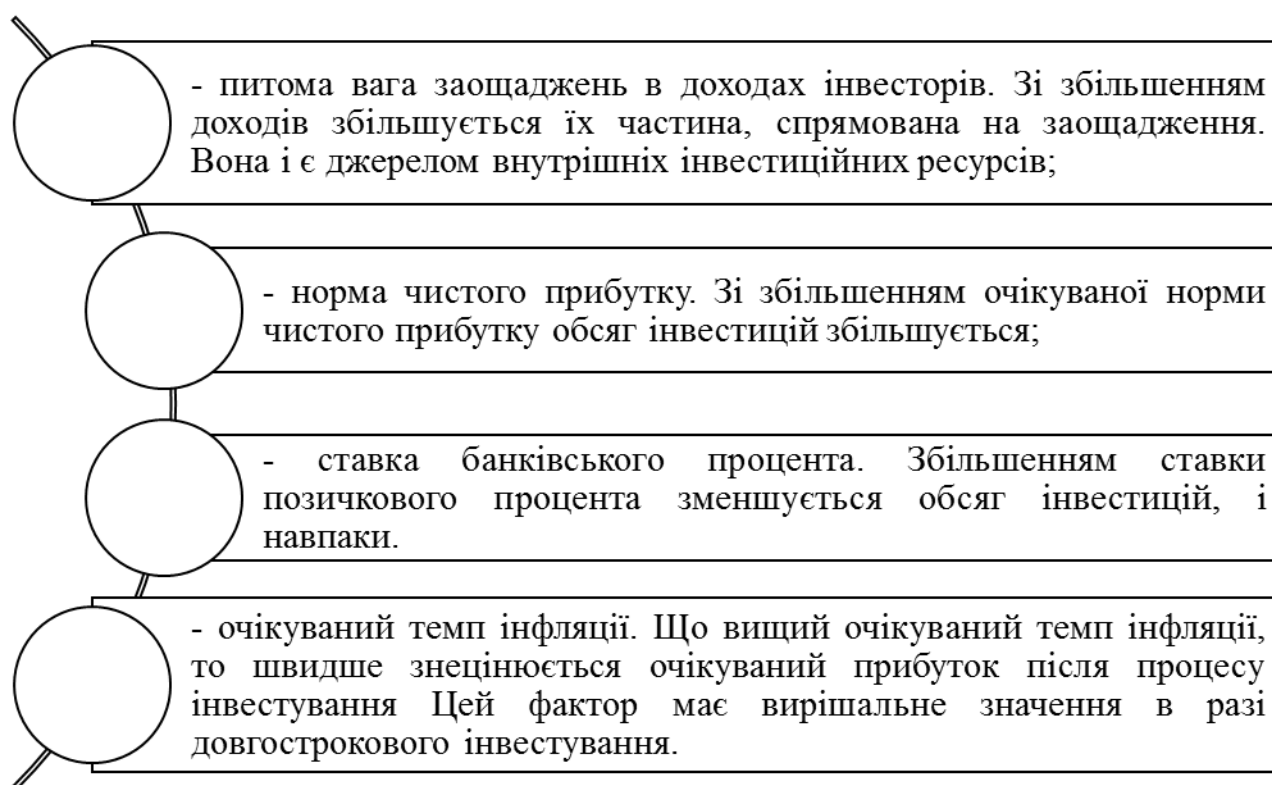 - питома вага заощаджень в доходах інвесторів. Зі збільшенням
доходів збільшується їх частина, спрямована на заощадження.
Вона і є джерелом внутрішніх інвестиційних ресурсів;
- норма чистого прибутку. Зі збільшенням очікуваної норми
чистого прибутку обсяг інвестицій збільшується;
- ставка банківського процента. Збільшенням ставки
позичкового процента зменшується обсяг інвестицій, і
навпаки.
- очікуваний темп інфляції. Що вищий очікуваний темп інфляції,
то швидше знецінюється очікуваний прибуток після процесу
інвестування Цей фактор має вирішальне значення в разі
довгострокового інвестування.